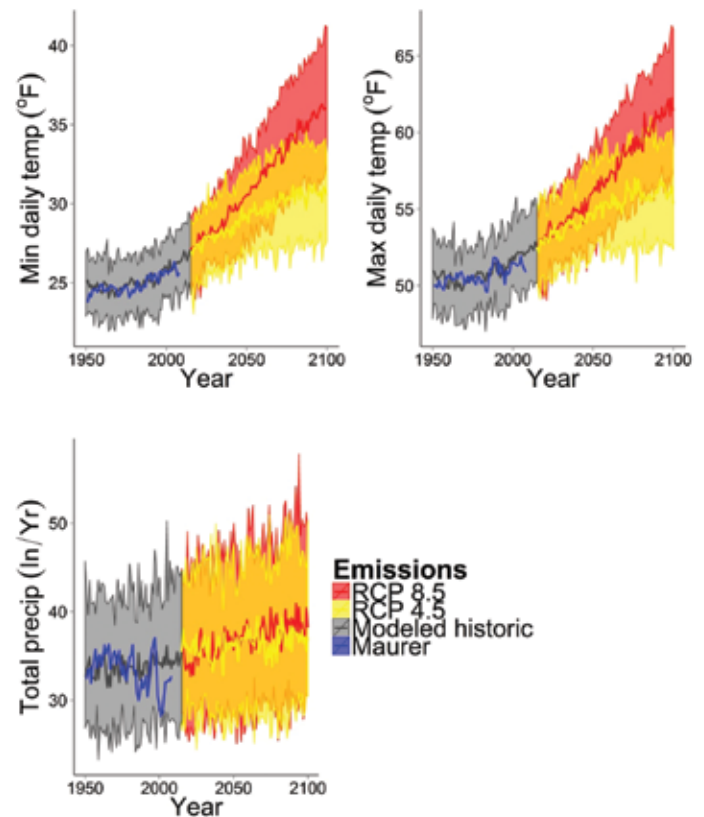 Min daily temp (°F)
40
35
30
25
1950 2000 2050 2100
Year
Max daily temp (°F)
65
60
55
50
1950 2000 2050 2100
Year
Total precip (In/Yr)
50
40
30
1950 2000 2050 2100
Year
Emissions
RCP 8.5
RCP 4.5
Modeled historic
Maurer